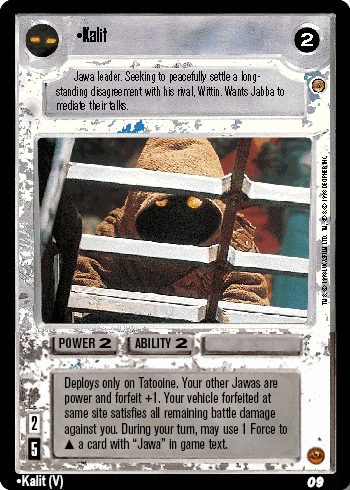 •Kalit
2
Jawa leader. Seeking to peacefully settle a long-
standing disagreement with his rival, Wittin. Wants Jabba to
mediate their talks.
POWER 2 ABILITY 2
Deploys only on Tatooine. Your other Jawas are
power and forfeit +1. Your vehicle forfeited at
same site satisfies all remaining battle damage
against you. During your turn, may use 1 Force to
▲ a card with "Jawa" in game text.
2
5
•Kalit (V)
09